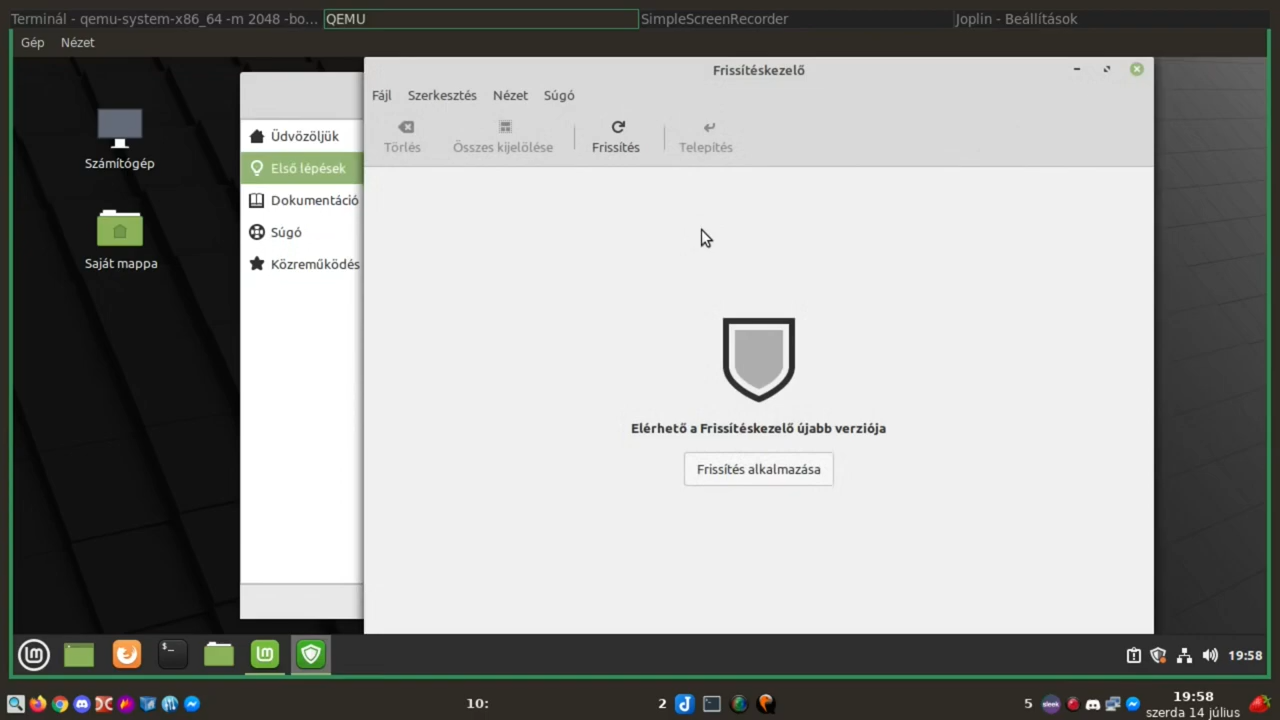 Terminál - qemu-system-x86_64 -m 2048 -bo...
QEMU
SimpleScreenRecorder
Joplin - Beállítások
Gép Nézet
Számítógép
Saját mappa
Üdvözöljük
Első lépések
Dokumentáció
Súgó
Közreműködés
Frissítéskezelő
Fájl Szerkesztés Nézet Súgó
Törlés Összes kijelölése Frissítés Telepítés
Elérhető a Frissítéskezelő újabb verziója
Frissítés alkalmazása
19:58
10:
2
5
19:58
szerda 14 július